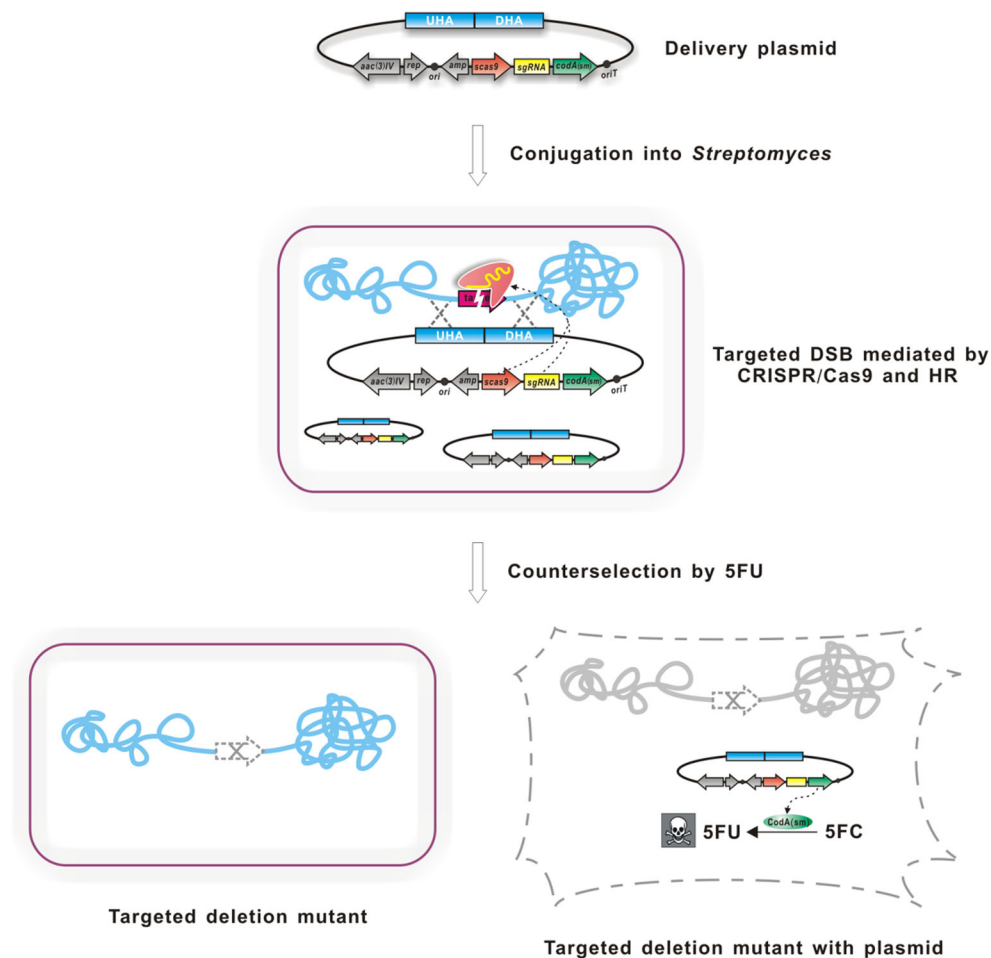 UHA DHA
aac(3)IV rep ori amp scas9 sgRNA codA(sm) oriT
Delivery plasmid
Conjugation into Streptomyces
UHA DHA
aac(3)IV rep ori amp scas9 sgRNA codA(sm) oriT
Targeted DSB mediated by
CRISPR/Cas9 and HR
Counterselection by 5FU
CodA(sm)
5FU 5FC
Targeted deletion mutant
Targeted deletion mutant with plasmid